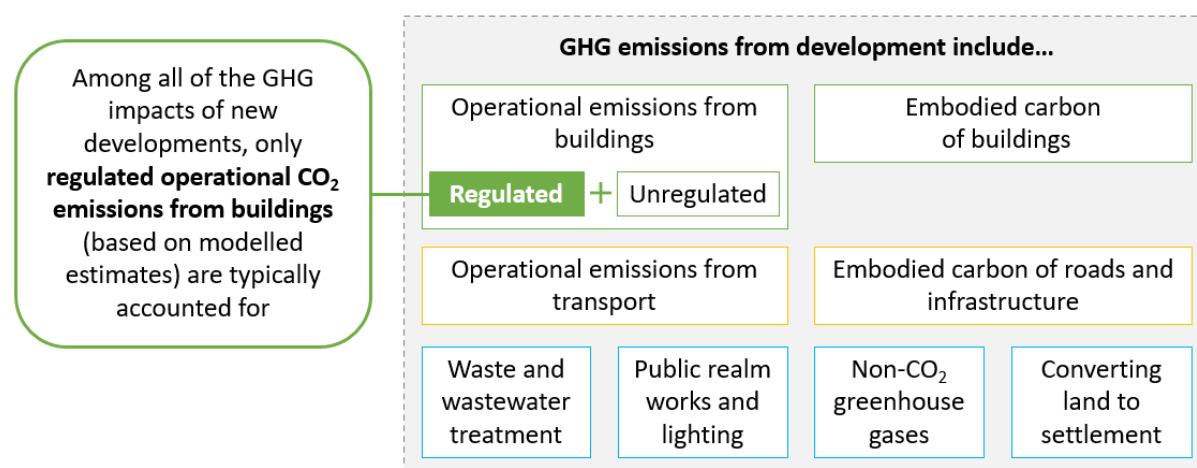 Among all of the GHG
impacts of new
developments, only
regulated operational CO₂
emissions from buildings
(based on modelled
estimates) are typically
accounted for
GHG emissions from development include...
Operational emissions from
buildings
Regulated + Unregulated
Embodied carbon
of buildings
Operational emissions from
transport
Embodied carbon of roads and
infrastructure
Waste and
wastewater
treatment
Public realm
works and
lighting
Non-CO₂
greenhouse
gases
Converting
land to
settlement